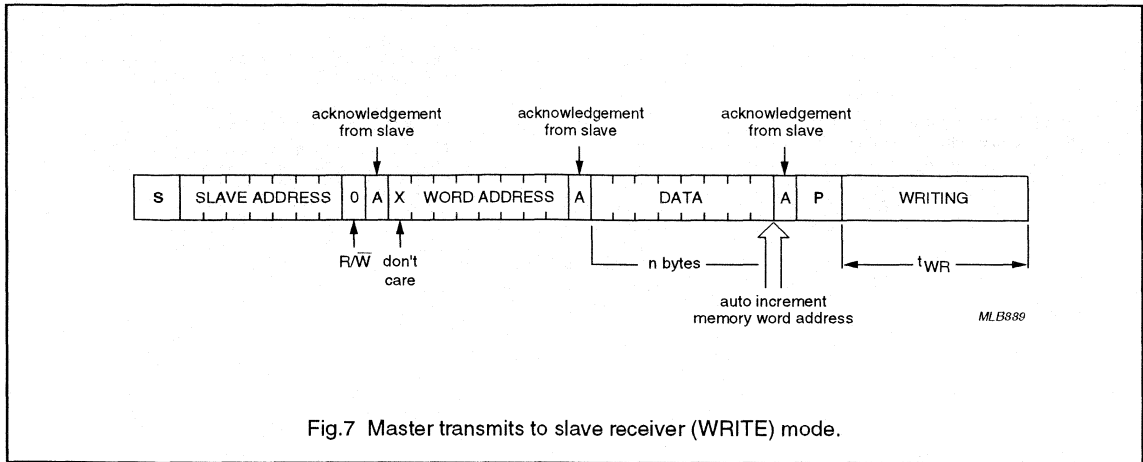 acknowledgement
from slave
acknowledgement
from slave
acknowledgement
from slave
S SLAVE ADDRESS 0 A X WORD ADDRESS A DATA A P WRITING
R/W̅ don't
care
n bytes
tWR
auto increment
memory word address
MLB889
Fig.7 Master transmits to slave receiver (WRITE) mode.